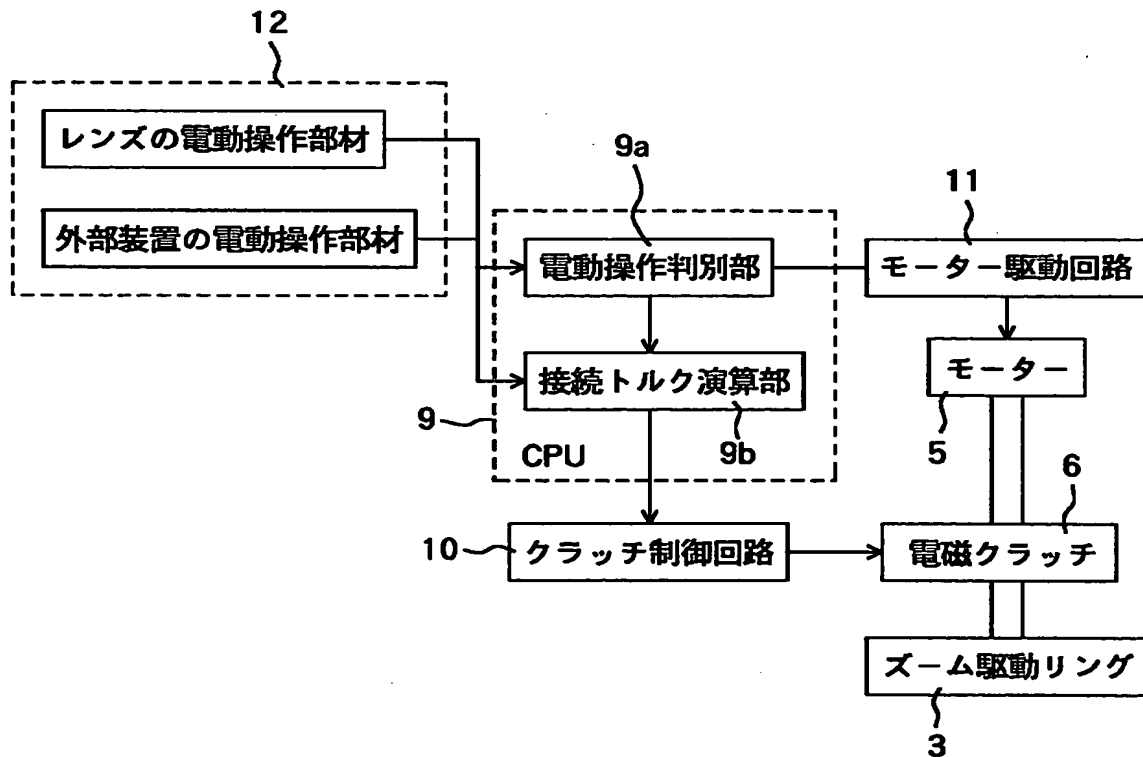 12
レンズの電動操作部材
外部装置の電動操作部材
9a
11
電動操作判別部
モーター駆動回路
接続トルク演算部
モーター
9
CPU
9b
5
6
10
クラッチ制御回路
電磁クラッチ
ズーム駆動リング
3